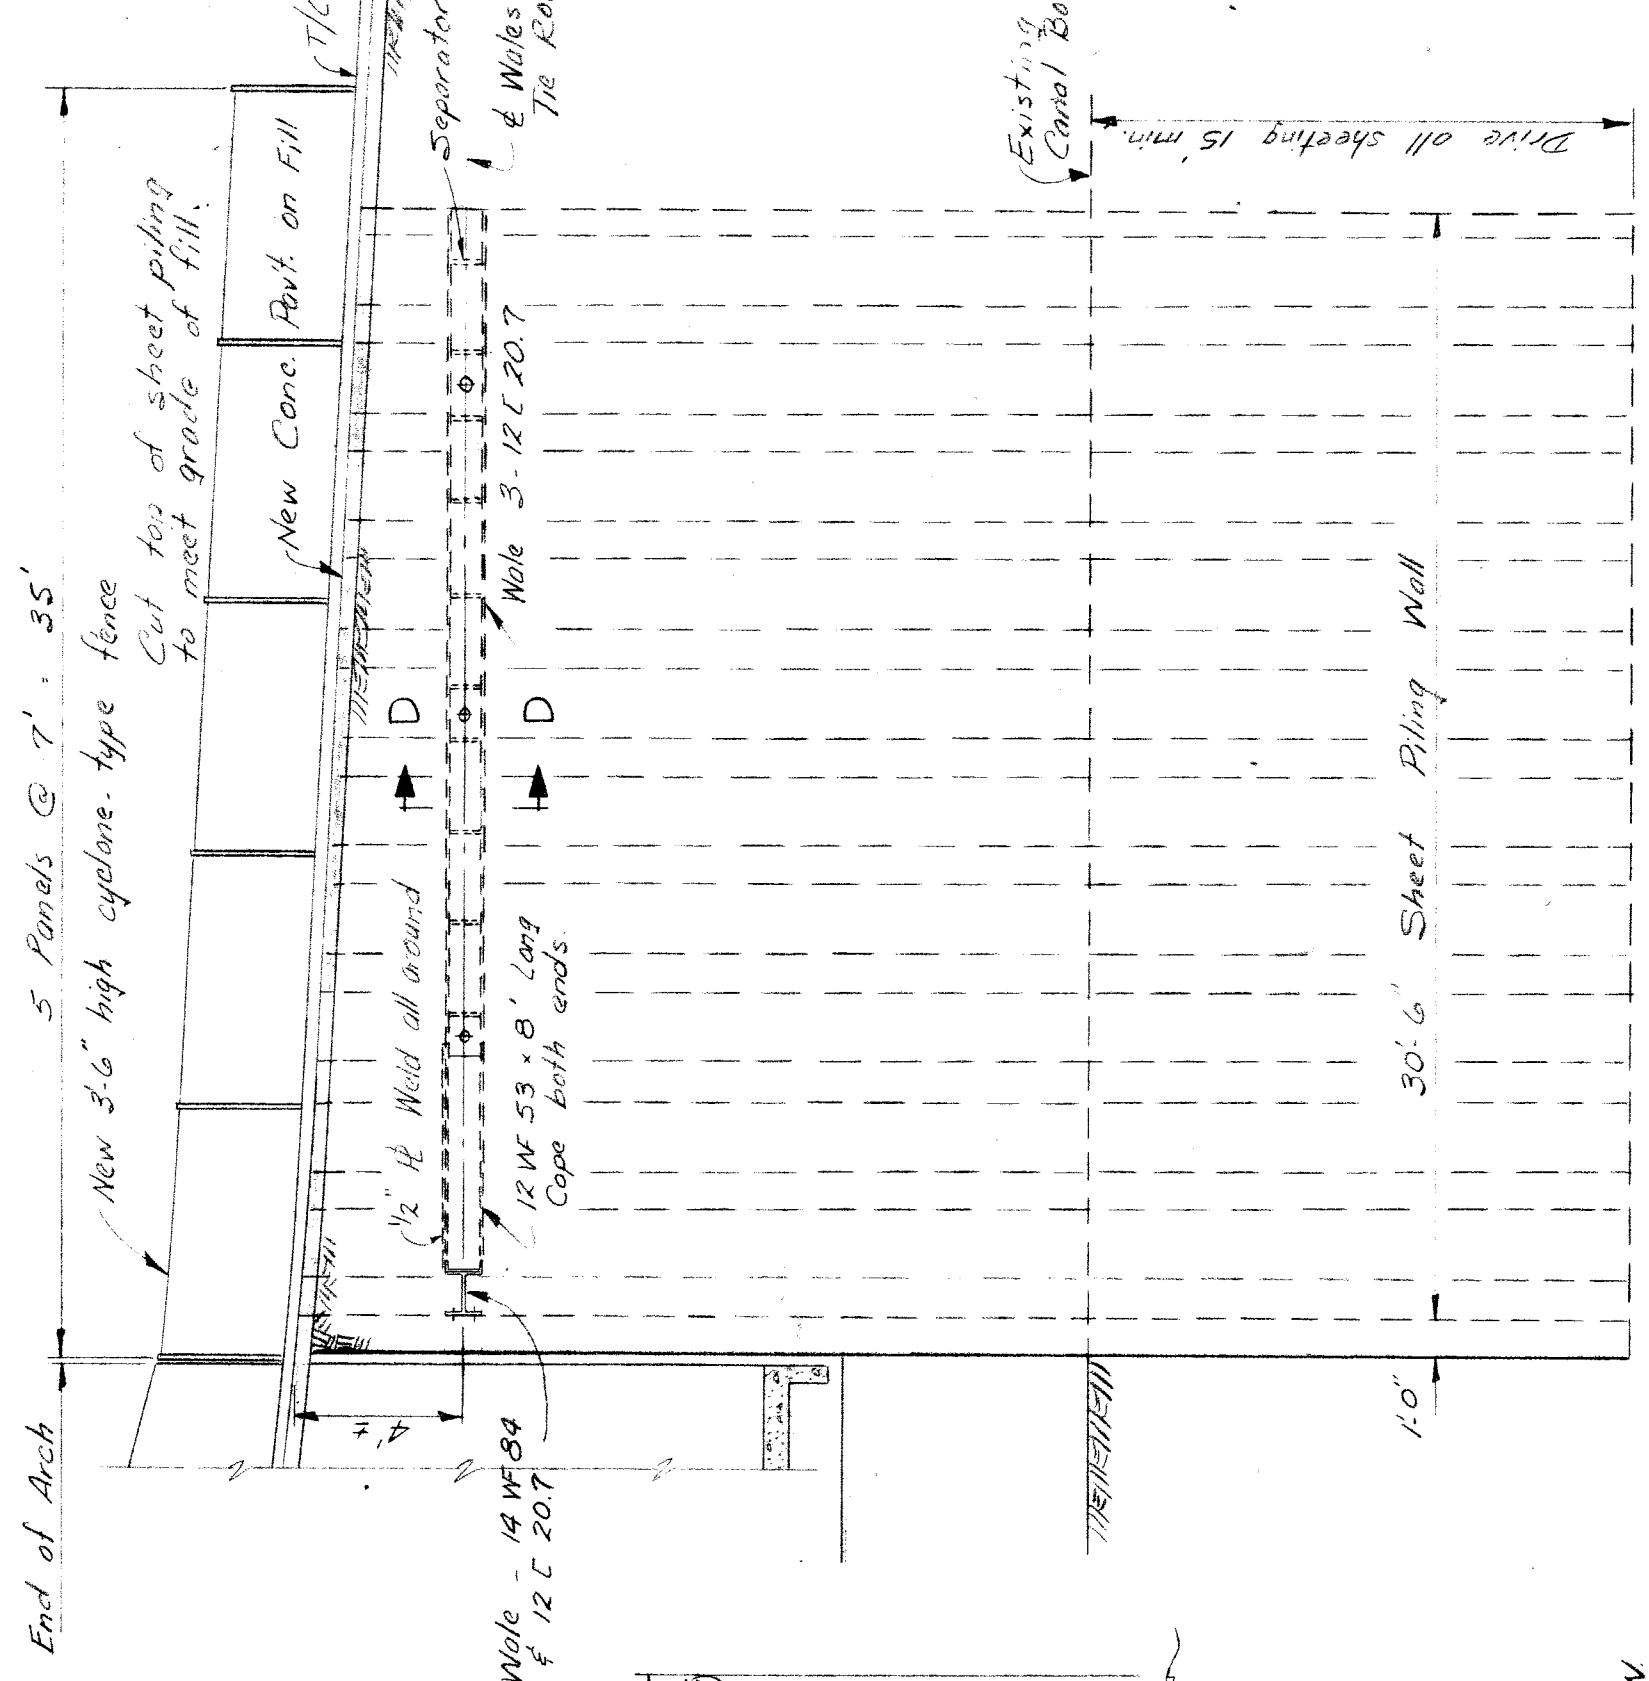 End of Arch
5 Panels @ 7' = 35'
New 3'-6" high cyclone-type fence
Cut top of sheet piling
to meet grade of fill.
New Conc. Pavt. on Fill
T/C
Separator
¢ Wales
Tie Ro
Existing
Canal Bo
Drive all sheeting 15' min.
Wale 3-12 [ 20.7
D
D
1/2" ⅊ Weld all around
12 WF 53 x 8' Long
Cope both ends.
4'±
Wale - 14 WF 84
& 12 [ 20.7
30'-6" Sheet Piling Wall
1'-0"